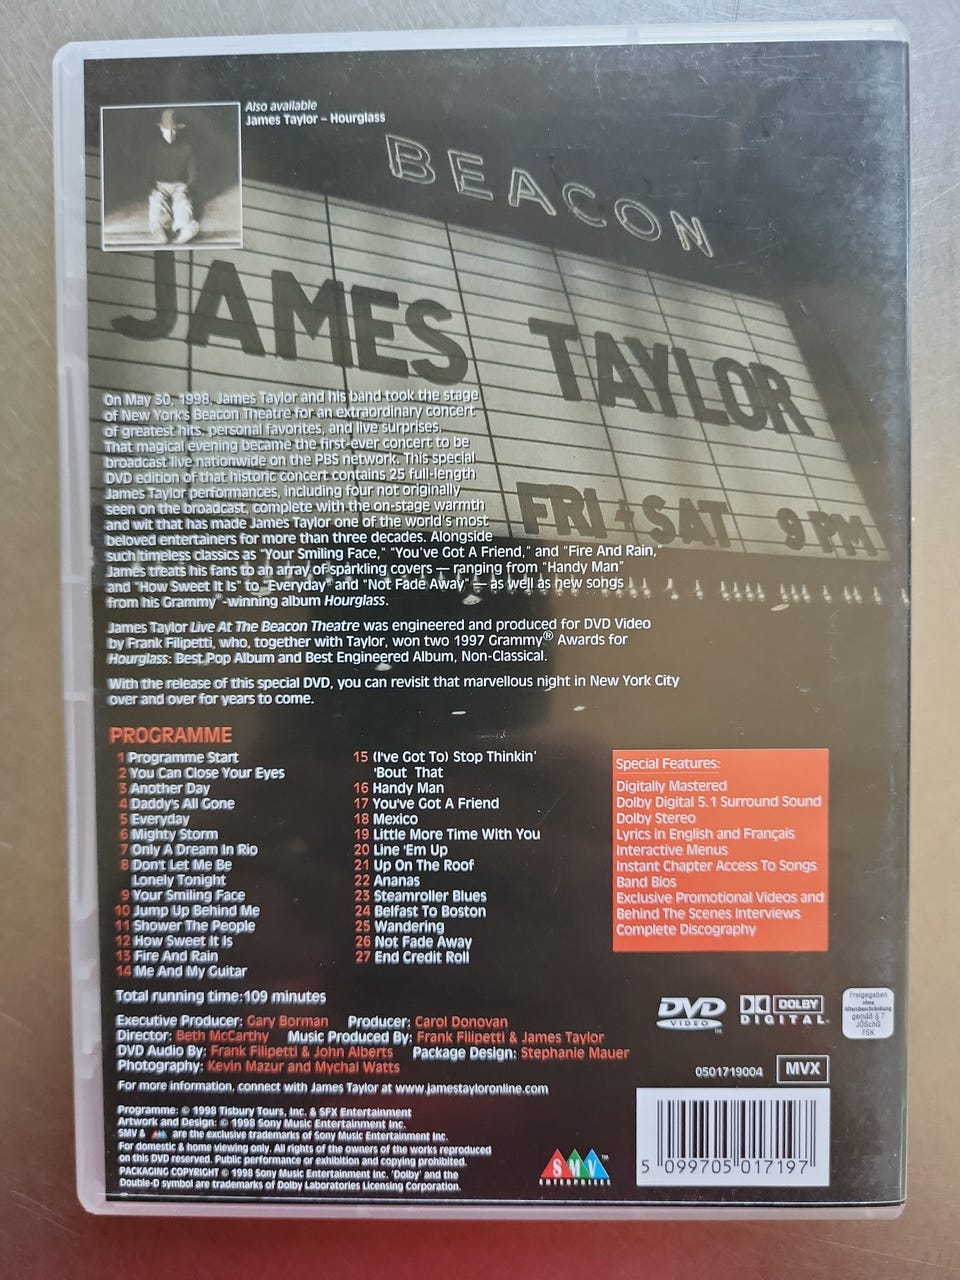 Also available
James Taylor – Hourglass
BEACON
JAMES TAYLOR
FRI + SAT 9 PM
On May 30, 1998, James Taylor and his band took the stage
of New York's Beacon Theatre for an extraordinary concert
of greatest hits, personal favorites, and live surprises.
That magical evening became the first-ever concert to be
broadcast live nationwide on the PBS network. This special
DVD edition of that historic concert contains 25 full-length
James Taylor performances, including four not originally
seen on the broadcast, complete with the on-stage warmth
and wit that has made James Taylor one of the world's most
beloved entertainers for more than three decades. Alongside
such timeless classics as "Your Smiling Face," "You've Got A Friend," and "Fire And Rain,"
James treats his fans to an array of sparkling covers — ranging from "Handy Man"
and "How Sweet It Is" to "Everyday" and "Not Fade Away" — as well as new songs
from his Grammy®-winning album Hourglass.
James Taylor Live At The Beacon Theatre was engineered and produced for DVD Video
by Frank Filipetti, who, together with Taylor, won two 1997 Grammy® Awards for
Hourglass: Best Pop Album and Best Engineered Album, Non-Classical.
With the release of this special DVD, you can revisit that marvellous night in New York City
over and over for years to come.
PROGRAMME
1 Programme Start
2 You Can Close Your Eyes
3 Another Day
4 Daddy's All Gone
5 Everyday
6 Mighty Storm
7 Only A Dream In Rio
8 Don't Let Me Be
Lonely Tonight
9 Your Smiling Face
10 Jump Up Behind Me
11 Shower The People
12 How Sweet It Is
13 Fire And Rain
14 Me And My Guitar
15 (I've Got To) Stop Thinkin'
'Bout That
16 Handy Man
17 You've Got A Friend
18 Mexico
19 Little More Time With You
20 Line 'Em Up
21 Up On The Roof
22 Ananas
23 Steamroller Blues
24 Belfast To Boston
25 Wandering
26 Not Fade Away
27 End Credit Roll
Special Features:
Digitally Mastered
Dolby Digital 5.1 Surround Sound
Dolby Stereo
Lyrics in English and Français
Interactive Menus
Instant Chapter Access To Songs
Band Bios
Exclusive Promotional Videos and
Behind The Scenes Interviews
Complete Discography
Total running time:109 minutes
Executive Producer: Gary Borman Producer: Carol Donovan
Director: Beth McCarthy Music Produced By: Frank Filipetti & James Taylor
DVD Audio By: Frank Filipetti & John Alberts Package Design: Stephanie Mauer
Photography: Kevin Mazur and Mychal Watts
For more information, connect with James Taylor at www.jamestayloronline.com
Programme: © 1998 Tisbury Tours, Inc. & SFX Entertainment
Artwork and Design: © 1998 Sony Music Entertainment Inc.
SMV & are the exclusive trademarks of Sony Music Entertainment Inc.
For domestic & home viewing only. All rights of the owners of the works reproduced
on this DVD reserved. Public performance or exhibition and copying prohibited.
PACKAGING COPYRIGHT © 1998 Sony Music Entertainment Inc. 'Dolby' and the
Double-D symbol are trademarks of Dolby Laboratories Licensing Corporation.
DVD
VIDEO
DOLBY
DIGITAL
Freigegeben
ohne
Altersbeschränkung
gemäß § 7
JÖSchG
FSK
0501719004 MVX
SMV™
ENTERPRISES
5 099705 017197